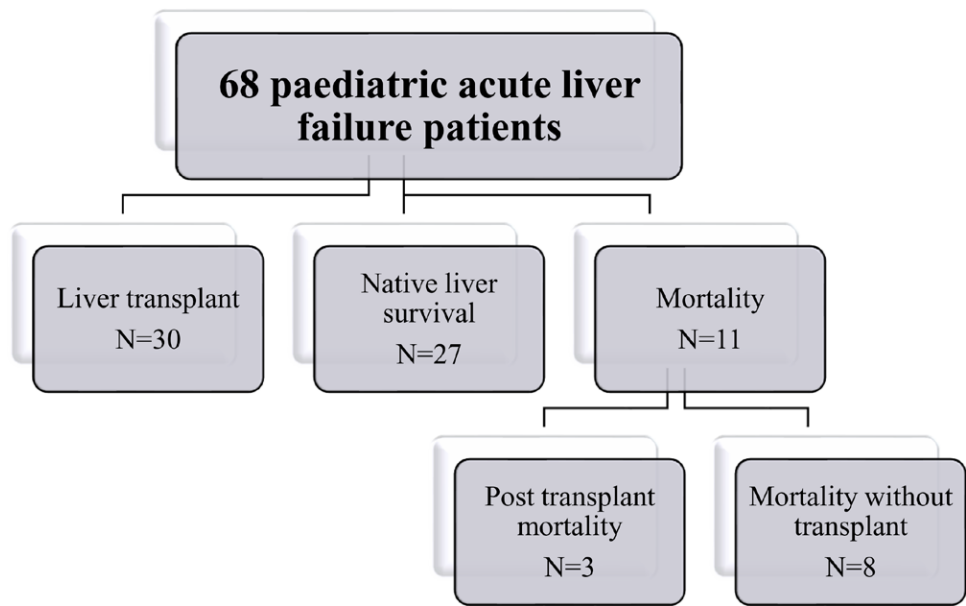 68 paediatric acute liver
failure patients
Liver transplant
N=30
Native liver
survival
N=27
Mortality
N=11
Post transplant
mortality
N=3
Mortality without
transplant
N=8